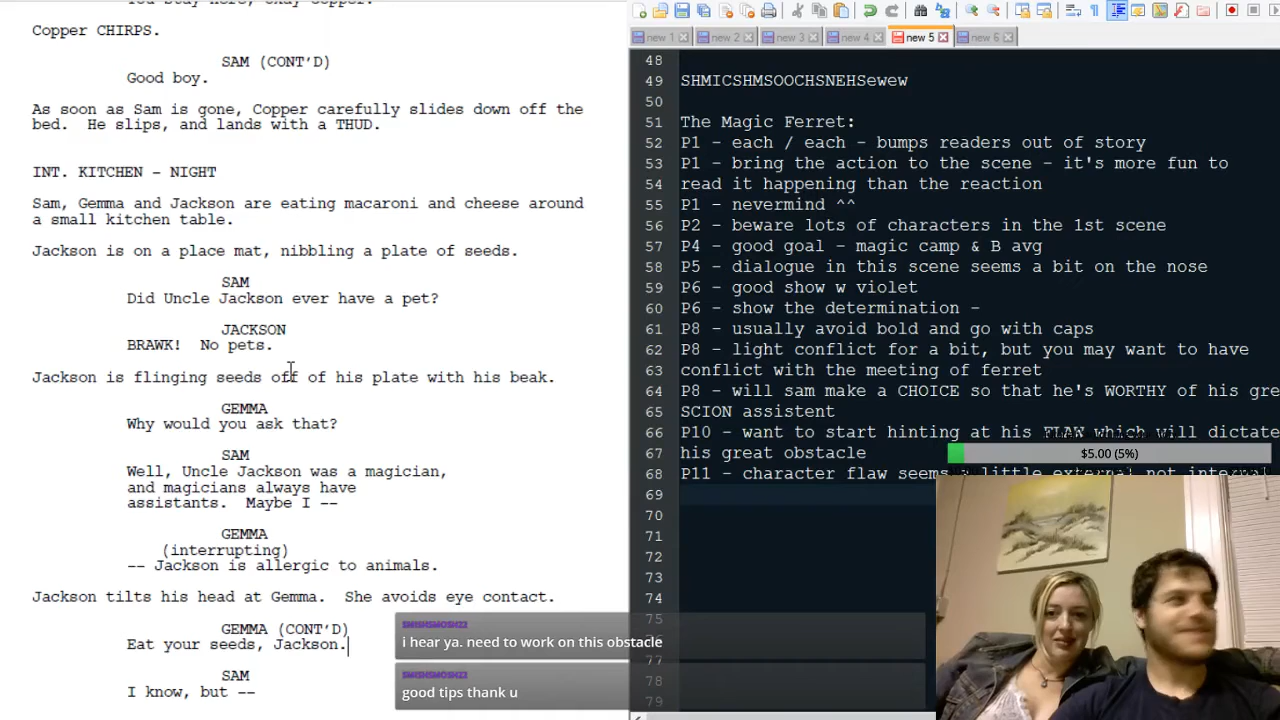 Copper CHIRPS.
SAM (CONT'D)
Good boy.
As soon as Sam is gone, Copper carefully slides down off the
bed.  He slips, and lands with a THUD.
INT. KITCHEN - NIGHT
Sam, Gemma and Jackson are eating macaroni and cheese around
a small kitchen table.
Jackson is on a place mat, nibbling a plate of seeds.
SAM
Did Uncle Jackson ever have a pet?
JACKSON
BRAWK!  No pets.
Jackson is flinging seeds off of his plate with his beak.
GEMMA
Why would you ask that?
SAM
Well, Uncle Jackson was a magician,
and magicians always have
assistants.  Maybe I --
GEMMA
(interrupting)
-- Jackson is allergic to animals.
Jackson tilts his head at Gemma.  She avoids eye contact.
GEMMA (CONT'D)
Eat your seeds, Jackson.
SAM
I know, but --
new 1 new 2 new 3 new 4 new 5 new 6
48
49 SHMICSHMSOOCHSNEHSewew
50
51 The Magic Ferret:
52 P1 - each / each - bumps readers out of story
53 P1 - bring the action to the scene - it's more fun to
54 read it happening than the reaction
55 P1 - nevermind ^^
56 P2 - beware lots of characters in the 1st scene
57 P4 - good goal - magic camp & B avg
58 P5 - dialogue in this scene seems a bit on the nose
59 P6 - good show w violet
60 P6 - show the determination -
61 P8 - usually avoid bold and go with caps
62 P8 - light conflict for a bit, but you may want to have
63 conflict with the meeting of ferret
64 P8 - will sam make a CHOICE so that he's WORTHY of his gre
65 SCION assistent
66 P10 - want to start hinting at his FLAW which will dictate
67 his great obstacle
68 P11 - character flaw seems a little external not
69
70
71
72
73
74
75
77
78
79
$5.00 (5%)
SMISHSMOSH22
i hear ya. need to work on this obstacle
SMISHSMOSH22
good tips thank u